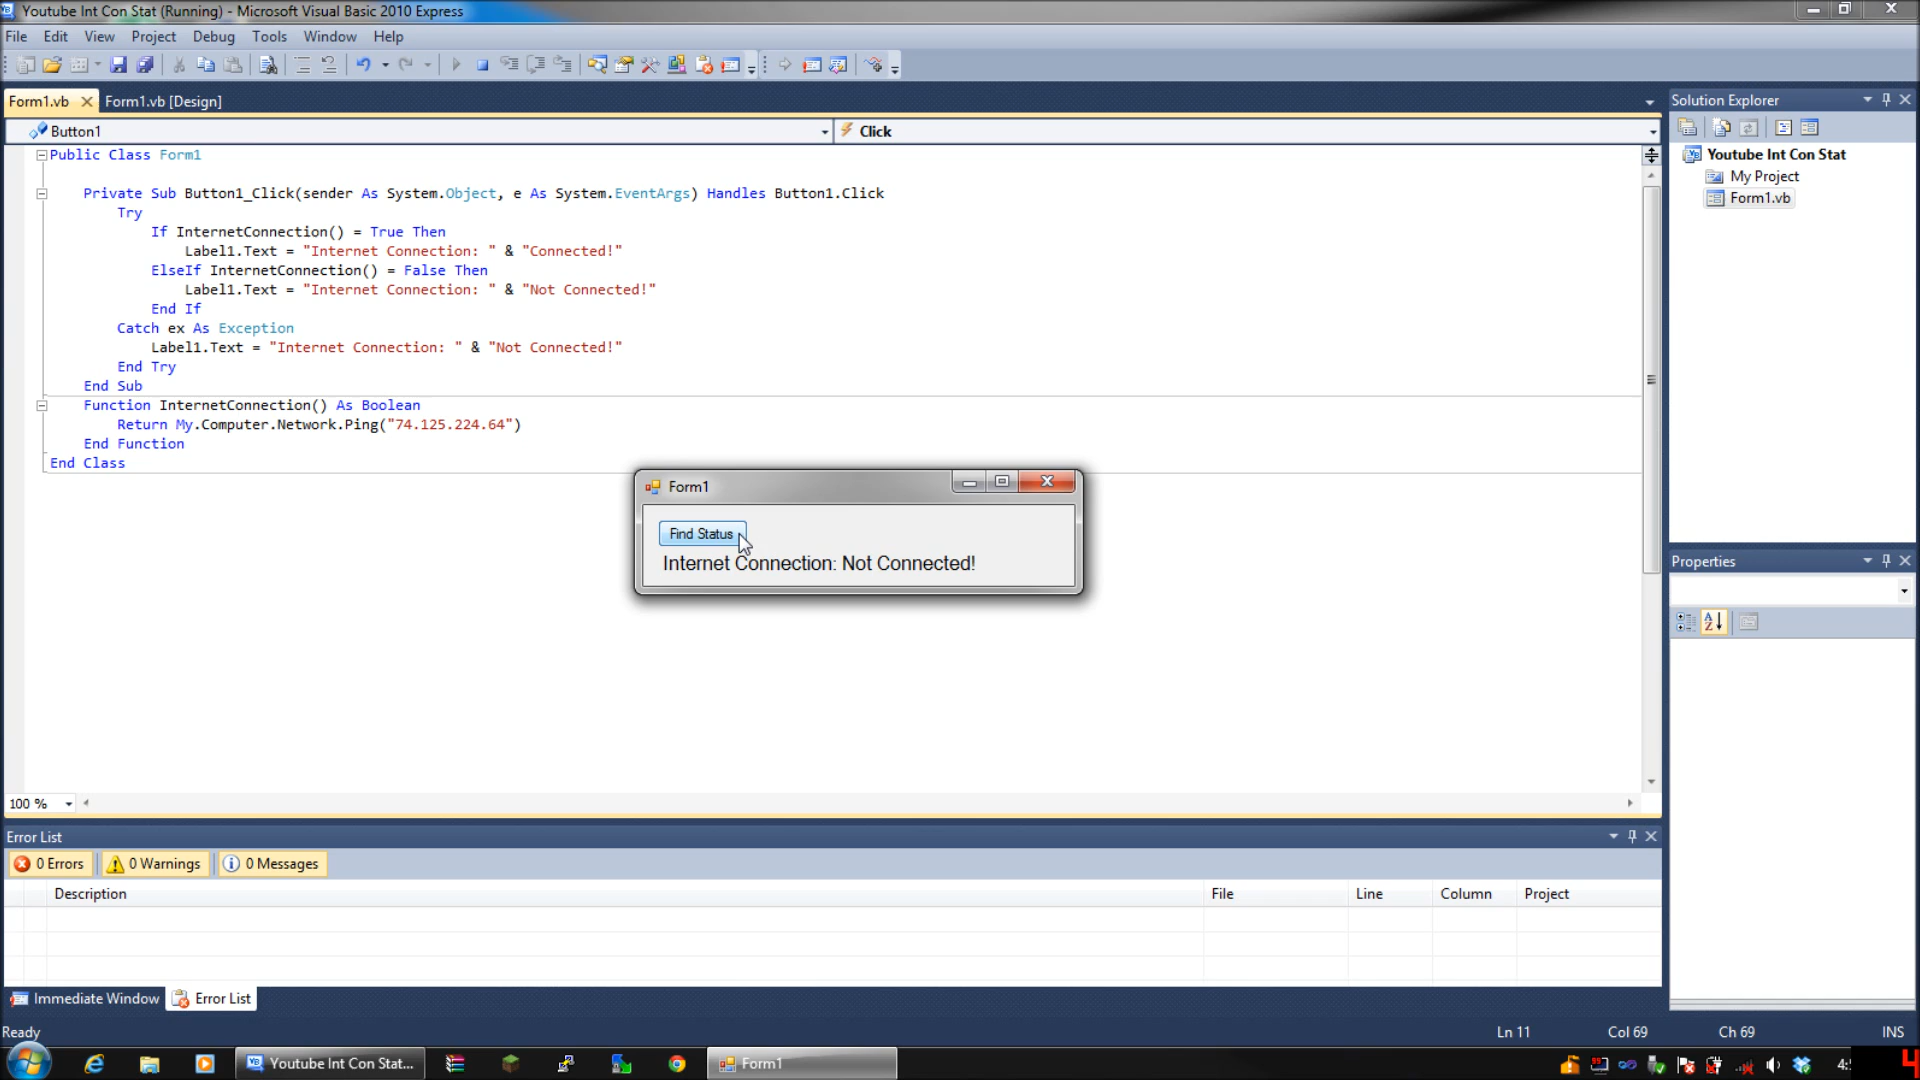 Youtube Int Con Stat (Running) - Microsoft Visual Basic 2010 Express
File Edit View Project Debug Tools Window Help
Form1.vb Form1.vb [Design]
Button1 Click
Public Class Form1
Private Sub Button1_Click(sender As System.Object, e As System.EventArgs) Handles Button1.Click
Try
If InternetConnection() = True Then
Label1.Text = "Internet Connection: " & "Connected!"
ElseIf InternetConnection() = False Then
Label1.Text = "Internet Connection: " & "Not Connected!"
End If
Catch ex As Exception
Label1.Text = "Internet Connection: " & "Not Connected!"
End Try
End Sub
Function InternetConnection() As Boolean
Return My.Computer.Network.Ping("74.125.224.64")
End Function
End Class
Form1
Find Status
Internet Connection: Not Connected!
Solution Explorer
Youtube Int Con Stat
My Project
Form1.vb
Properties
100 %
Error List
0 Errors 0 Warnings 0 Messages
Description File Line Column Project
Immediate Window Error List
Ready Ln 11 Col 69 Ch 69 INS
Youtube Int Con Stat... Form1